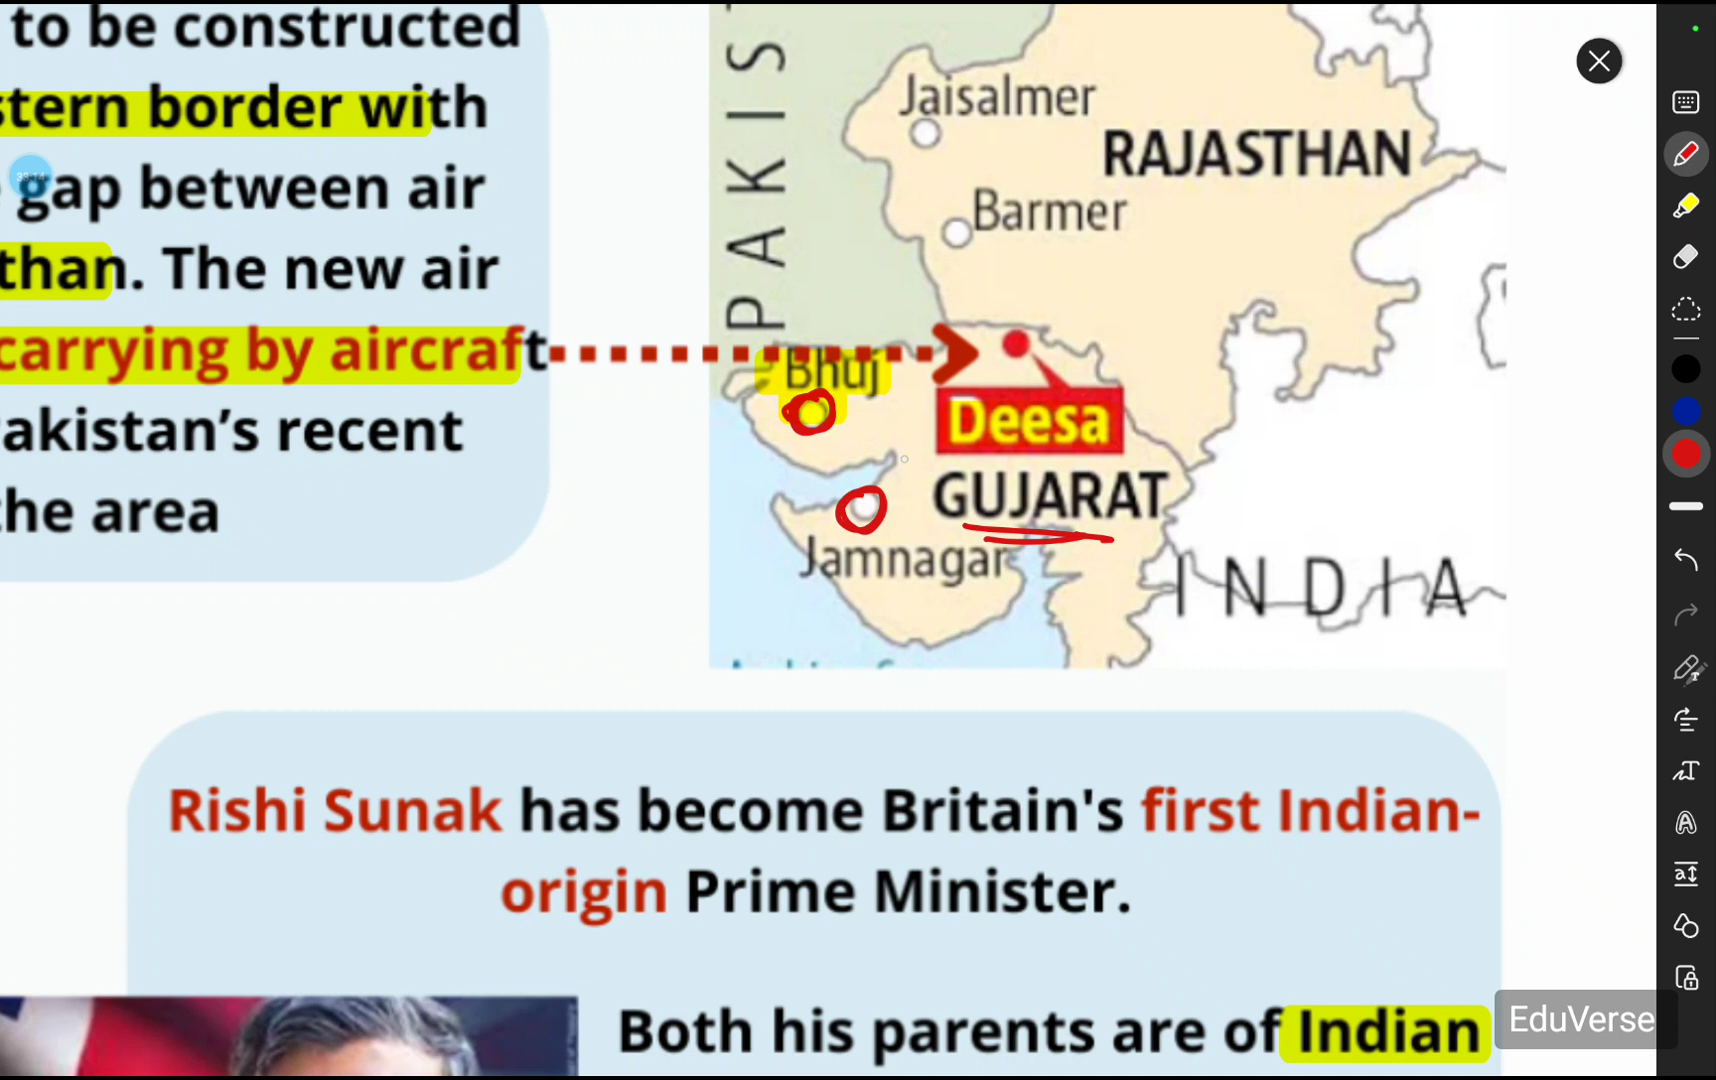 to be constructed
stern border with
gap between air
than. The new air
carrying by aircraft
akistan’s recent
the area
PAKIS
Jaisalmer
RAJASTHAN
Barmer
Bhuj
Deesa
GUJARAT
Jamnagar
INDIA
Rishi Sunak has become Britain's first Indian-
origin Prime Minister.
Both his parents are of Indian
EduVerse